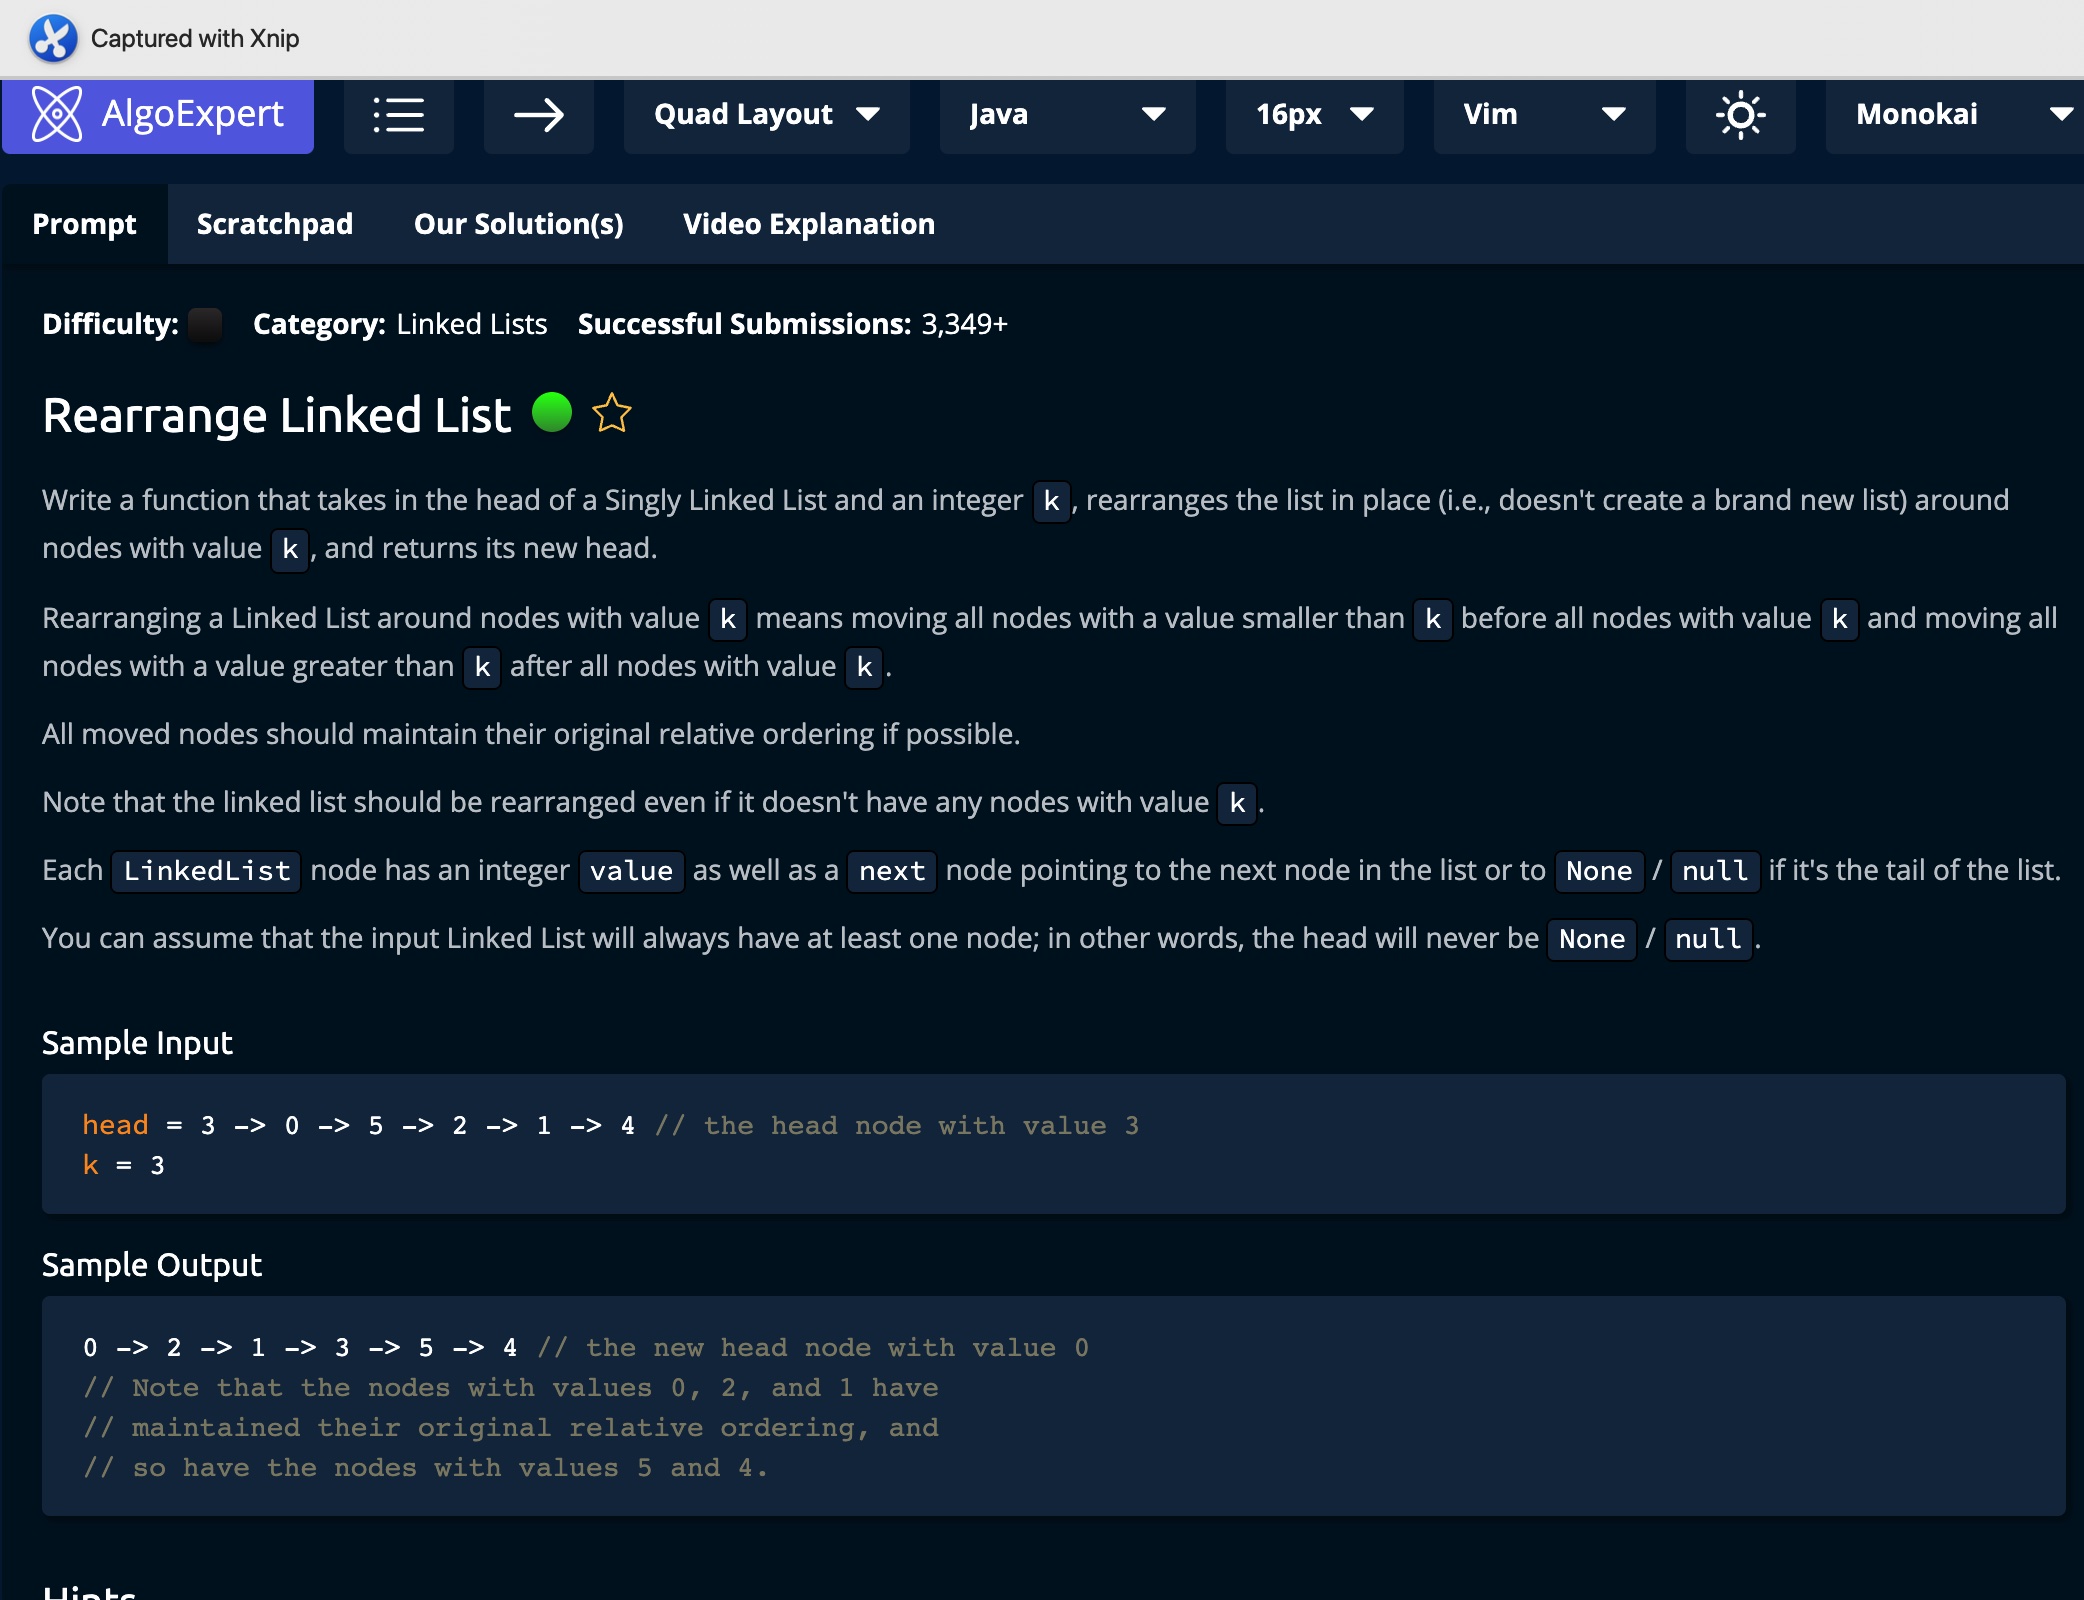 Captured with Xnip
AlgoExpert
Quad Layout
Java
16px
Vim
Monokai
Prompt
Scratchpad
Our Solution(s)
Video Explanation
Difficulty: Category: Linked Lists Successful Submissions: 3,349+
Rearrange Linked List
Write a function that takes in the head of a Singly Linked List and an integer k, rearranges the list in place (i.e., doesn't create a brand new list) around
nodes with value k, and returns its new head.
Rearranging a Linked List around nodes with value k means moving all nodes with a value smaller than k before all nodes with value k and moving all
nodes with a value greater than k after all nodes with value k.
All moved nodes should maintain their original relative ordering if possible.
Note that the linked list should be rearranged even if it doesn't have any nodes with value k.
Each LinkedList node has an integer value as well as a next node pointing to the next node in the list or to None / null if it's the tail of the list.
You can assume that the input Linked List will always have at least one node; in other words, the head will never be None / null.
Sample Input
head = 3 -> 0 -> 5 -> 2 -> 1 -> 4 // the head node with value 3
k = 3
Sample Output
0 -> 2 -> 1 -> 3 -> 5 -> 4 // the new head node with value 0
// Note that the nodes with values 0, 2, and 1 have
// maintained their original relative ordering, and
// so have the nodes with values 5 and 4.
Hints